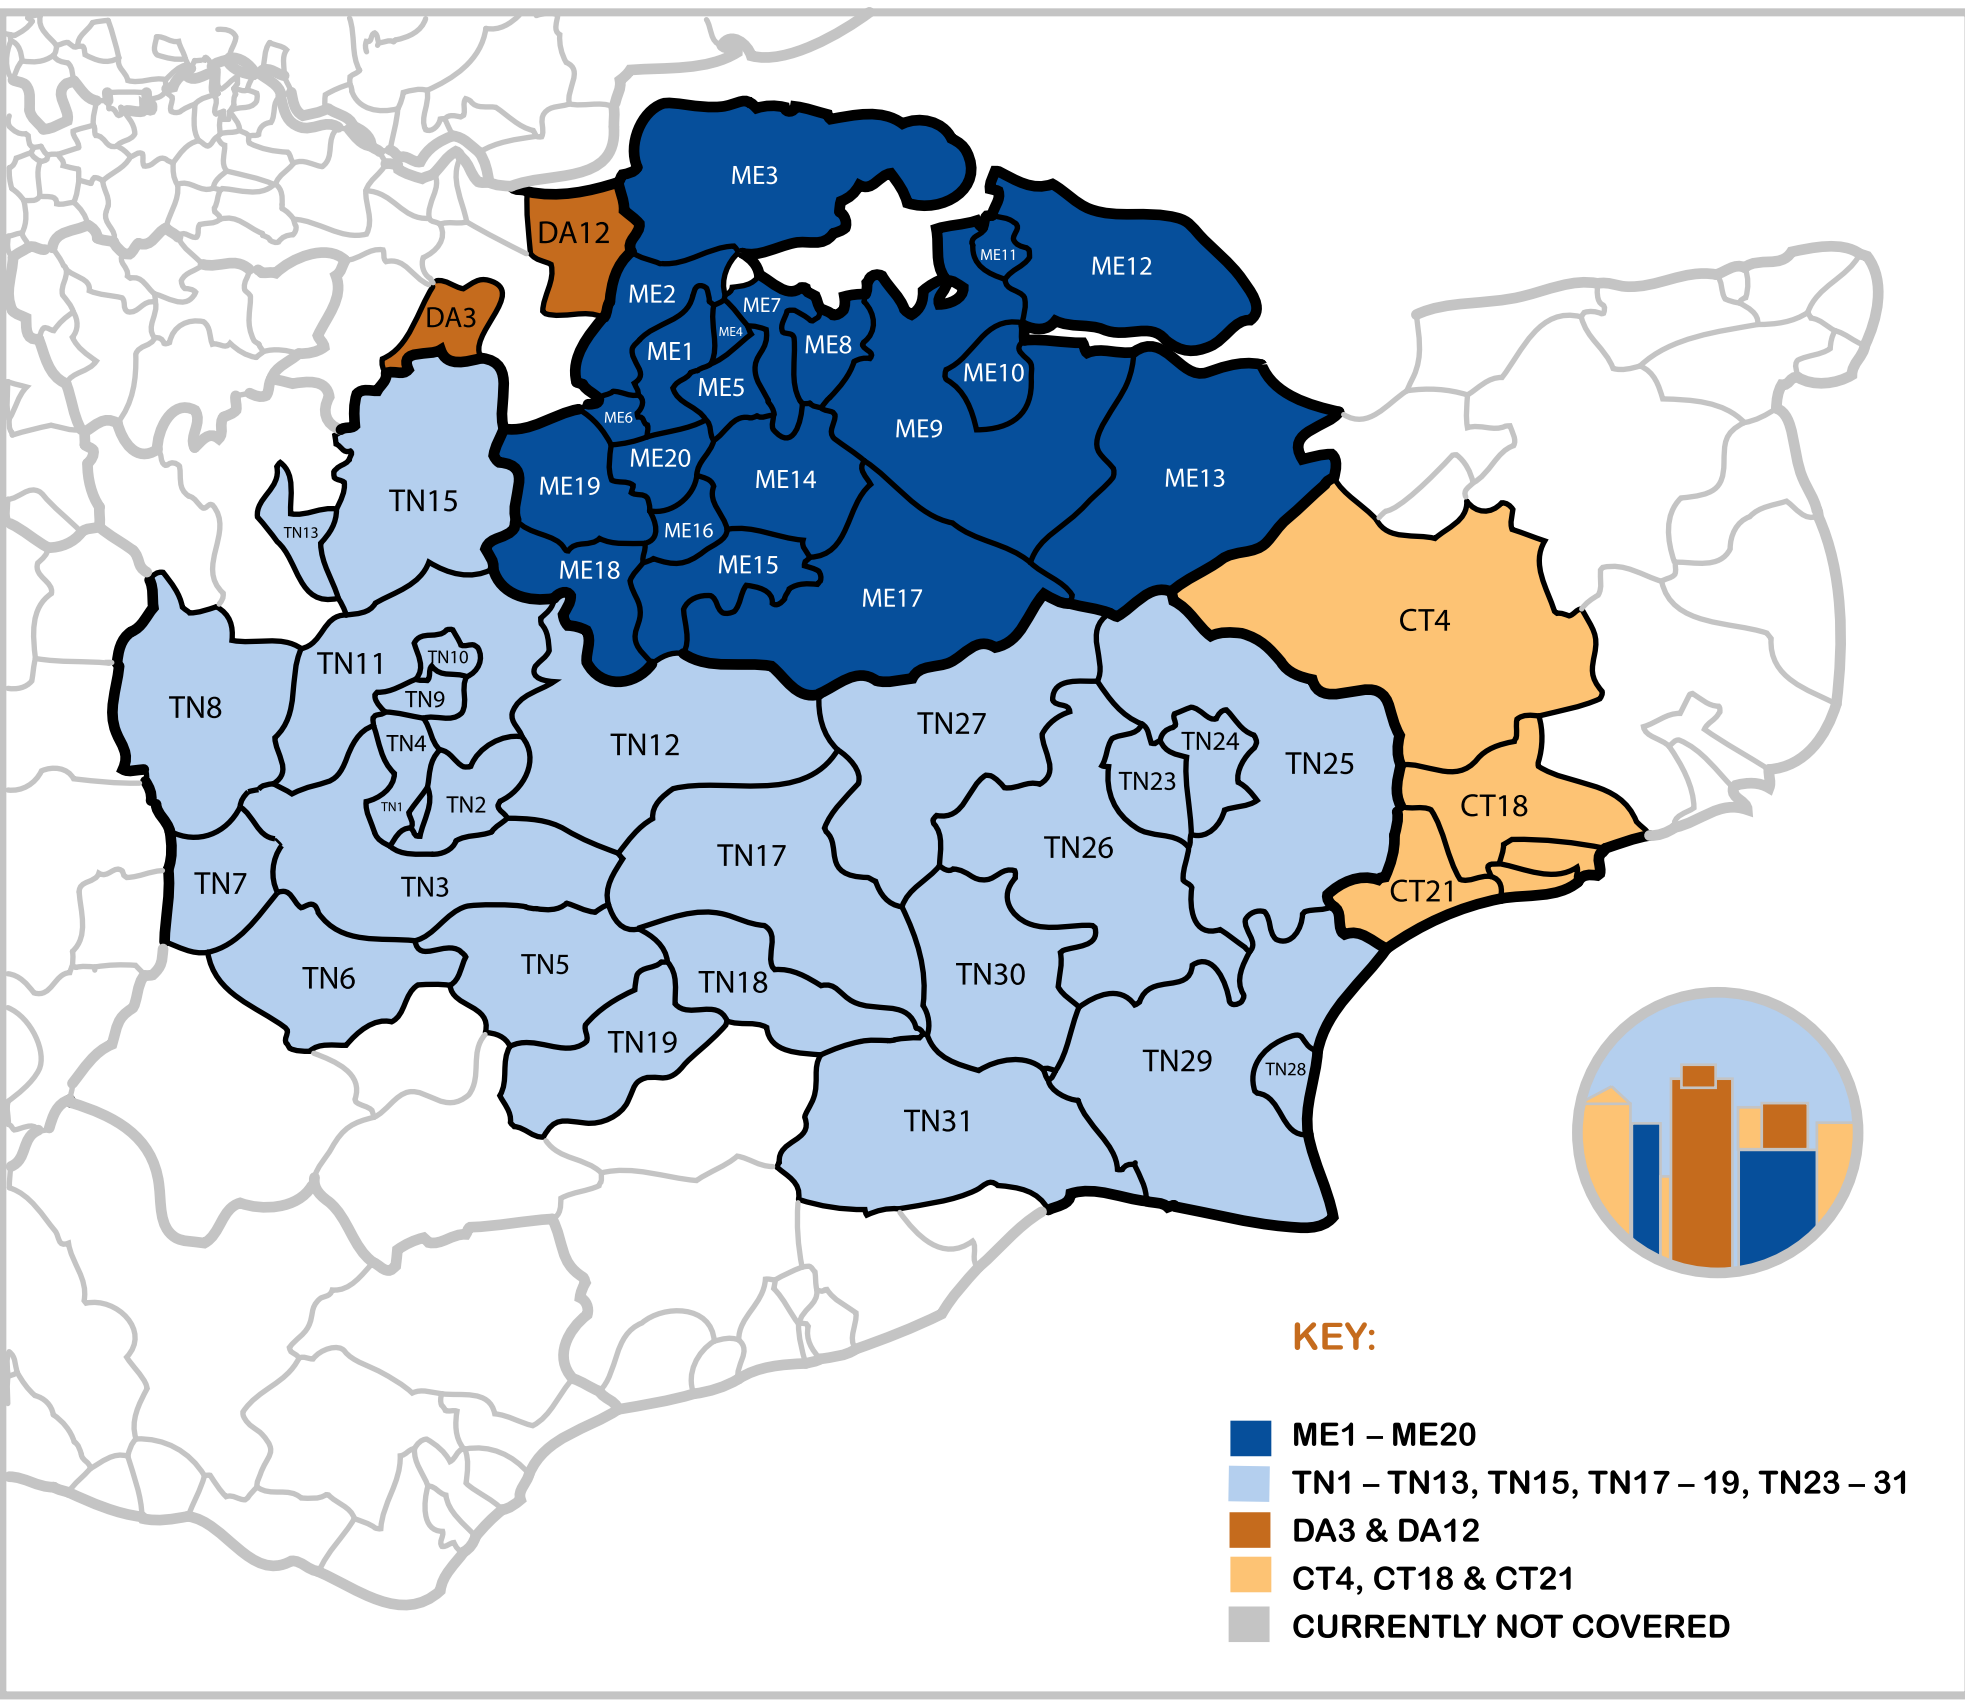 ME3
DA12
ME11
ME12
ME2
ME7
DA3
ME4
ME1
ME8
ME5
ME10
ME6
ME9
ME20
ME19
ME14
ME13
TN15
TN13
ME16
ME18
ME15
ME17
CT4
TN11
TN10
TN9
TN8
TN27
TN4
TN12
TN24
TN25
TN23
TN1
TN2
CT18
TN26
TN17
TN7
TN3
CT21
TN5
TN6
TN18
TN30
TN19
TN29
TN28
TN31
KEY:
ME1 – ME20
TN1 – TN13, TN15, TN17 – 19, TN23 – 31
DA3 & DA12
CT4, CT18 & CT21
CURRENTLY NOT COVERED